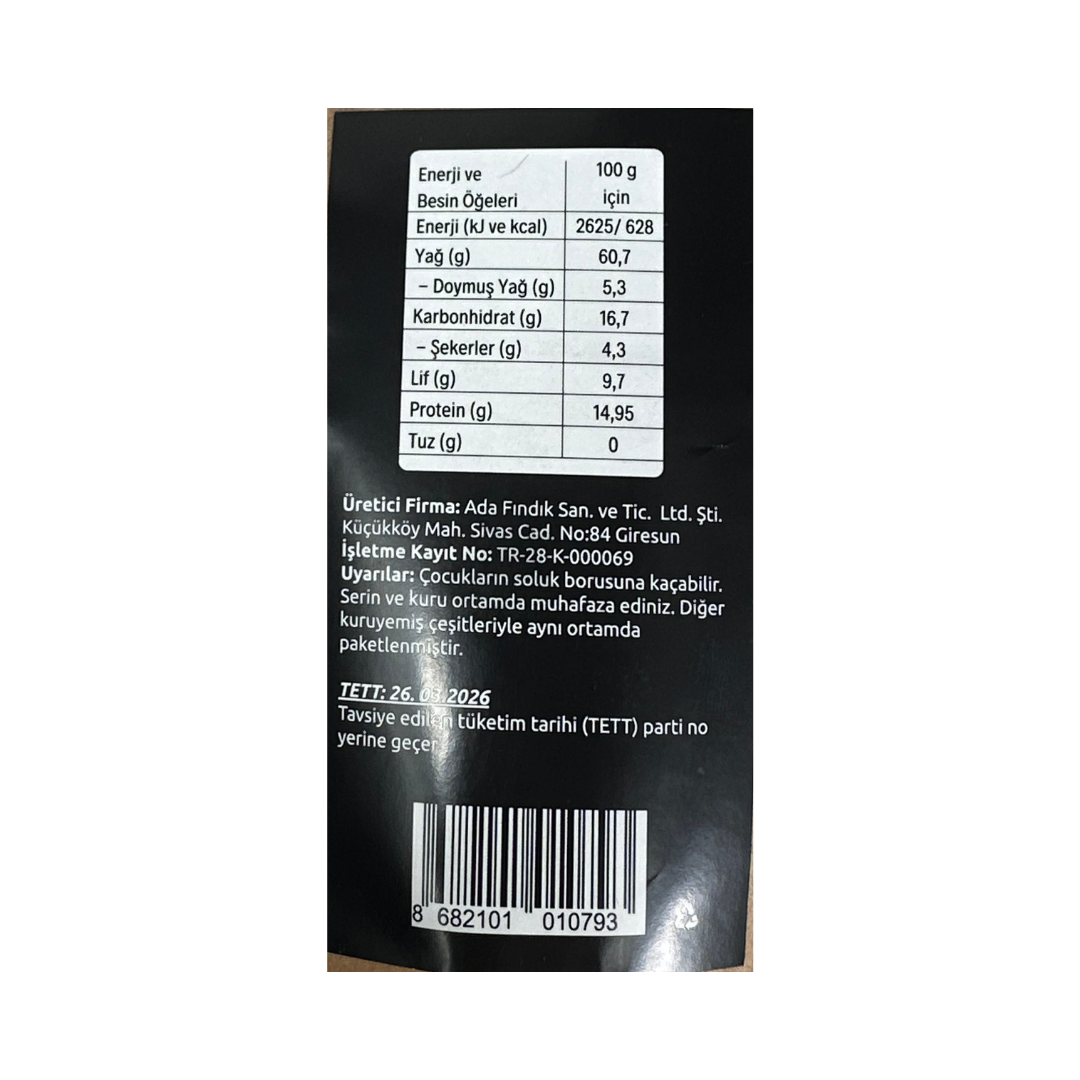 Enerji ve
Besin Öğeleri
100 g
için
Enerji (kJ ve kcal) 2625/ 628
Yağ (g) 60,7
– Doymuş Yağ (g) 5,3
Karbonhidrat (g) 16,7
– Şekerler (g) 4,3
Lif (g) 9,7
Protein (g) 14,95
Tuz (g) 0
Üretici Firma: Ada Fındık San. ve Tic. Ltd. Şti.
Küçükköy Mah. Sivas Cad. No:84 Giresun
İşletme Kayıt No: TR-28-K-000069
Uyarılar: Çocukların soluk borusuna kaçabilir.
Serin ve kuru ortamda muhafaza ediniz. Diğer
kuruyemiş çeşitleriyle aynı ortamda
paketlenmiştir.
TETT: 26. 03.2026
Tavsiye edilen tüketim tarihi (TETT) parti no
yerine geçer
8 682101 010793